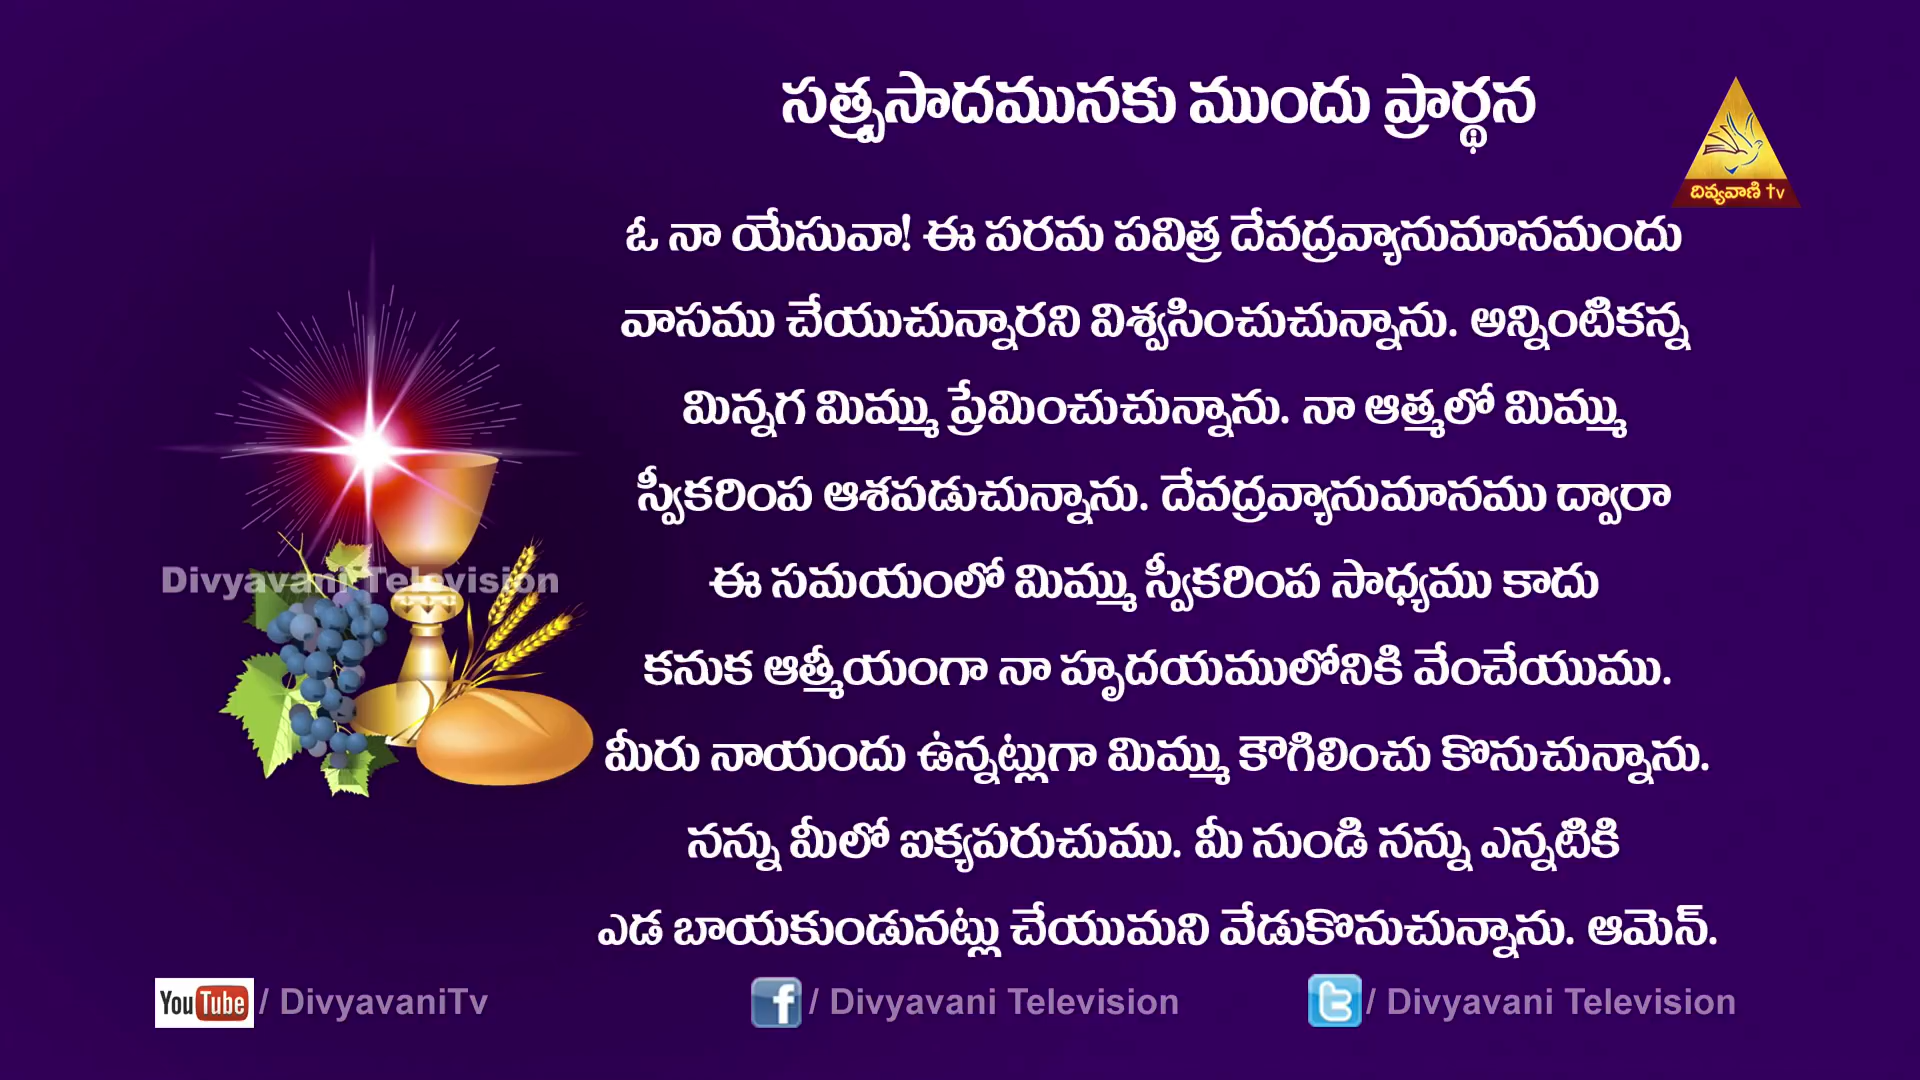 సత్ప్రసాదమునకు ముందు ప్రార్థన
దివ్యవాణి tv
ఓ నా యేసువా! ఈ పరమ పవిత్ర దేవద్రవ్యానుమానమందు
వాసము చేయుచున్నారని విశ్వసించుచున్నాను. అన్నింటికన్న
మిన్నగ మిమ్ము ప్రేమించుచున్నాను. నా ఆత్మలో మిమ్ము
స్వీకరింప ఆశపడుచున్నాను. దేవద్రవ్యానుమానము ద్వారా
ఈ సమయంలో మిమ్ము స్వీకరింప సాధ్యము కాదు
Divyavani Television
కనుక ఆత్మీయంగా నా హృదయములోనికి వేంచేయుము.
మీరు నాయందు ఉన్నట్లుగా మిమ్ము కౌగిలించు కొనుచున్నాను.
నన్ను మీలో ఐక్యపరుచుము. మీ నుండి నన్ను ఎన్నటికి
ఎడ బాయకుండునట్లు చేయుమని వేడుకొనుచున్నాను. ఆమెన్.
YouTube / DivyavaniTv
f / Divyavani Television
t / Divyavani Television